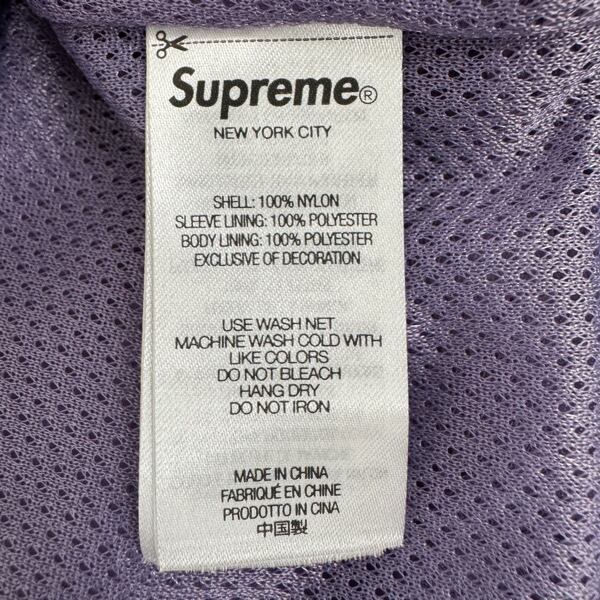 Supreme®
NEW YORK CITY
SHELL: 100% NYLON
SLEEVE LINING: 100% POLYESTER
BODY LINING: 100% POLYESTER
EXCLUSIVE OF DECORATION
USE WASH NET
MACHINE WASH COLD WITH
LIKE COLORS
DO NOT BLEACH
HANG DRY
DO NOT IRON
MADE IN CHINA
FABRIQUÉ EN CHINE
PRODOTTO IN CINA
中国製